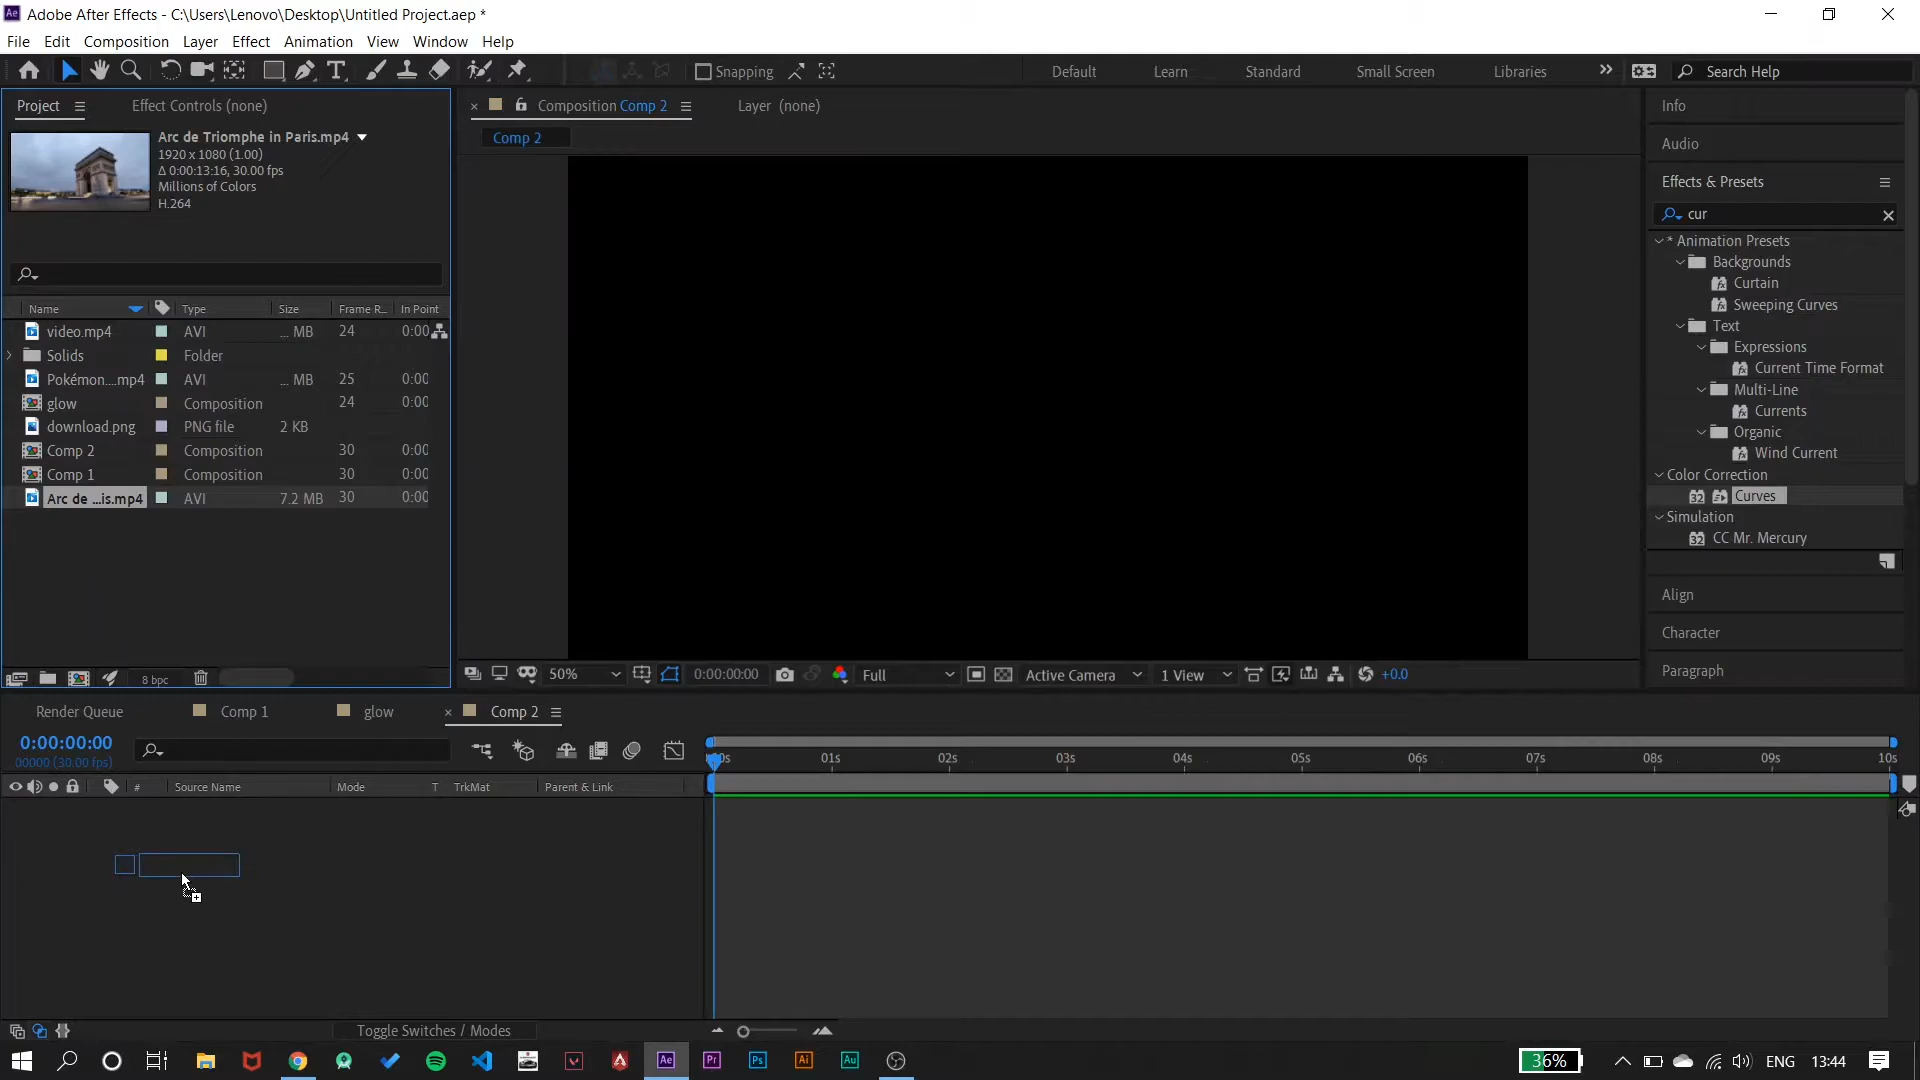 Adobe After Effects - C:\Users\Lenovo\Desktop\Untitled Project.aep *
File Edit Composition Layer Effect Animation View Window Help
Snapping Default Learn Standard Small Screen Libraries Search Help
Project Effect Controls (none) Composition Comp 2 Layer (none) Info
Arc de Triomphe in Paris.mp4
1920 x 1080 (1.00)
Δ 0:00:13:16, 30.00 fps
Millions of Colors
H.264
Comp 2
Audio
Effects & Presets
cur
* Animation Presets
Backgrounds
Curtain
Sweeping Curves
Text
Expressions
Current Time Format
Multi-Line
Currents
Organic
Wind Current
Color Correction
Curves
Simulation
CC Mr. Mercury
Align
Character
Paragraph
Name Type Size Frame R... In Point
video.mp4 AVI ... MB 24 0:00
Solids Folder
Pokémon....mp4 AVI ... MB 25 0:00
glow Composition 24 0:00
download.png PNG file 2 KB
Comp 2 Composition 30 0:00
Comp 1 Composition 30 0:00
Arc de ...is.mp4 AVI 7.2 MB 30 0:00
8 bpc
50% 0:00:00:00 Full Active Camera 1 View +0.0
Render Queue Comp 1 glow Comp 2
0:00:00:00
00000 (30.00 fps)
01s 02s 03s 04s 05s 06s 07s 08s 09s 10s
# Source Name Mode T TrkMat Parent & Link
Toggle Switches / Modes
Ae Pr Ps Ai Au 36% ENG 13:44